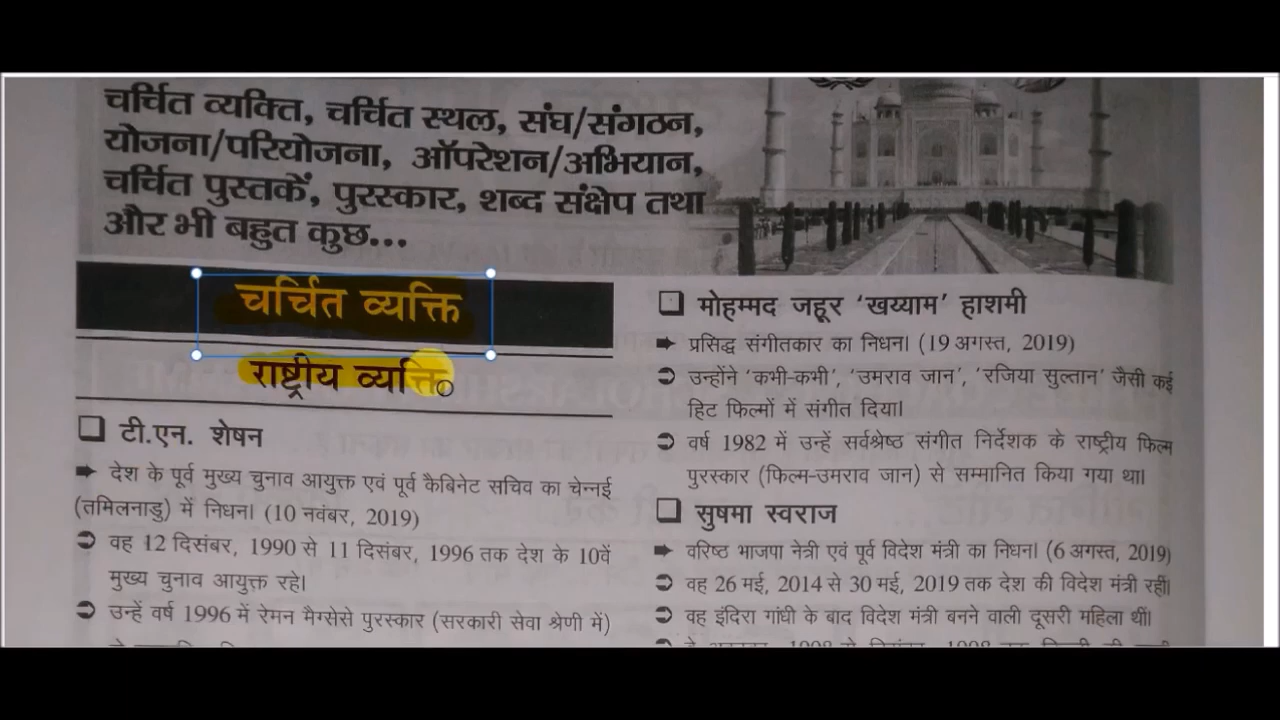 चर्चित व्यक्ति, चर्चित स्थल, संघ/संगठन,
योजना/परियोजना, ऑपरेशन/अभियान,
चर्चित पुस्तकें, पुरस्कार, शब्द संक्षेप तथा
और भी बहुत कुछ...
चर्चित व्यक्ति
राष्ट्रीय व्यक्ति
टी.एन. शेषन
देश के पूर्व मुख्य चुनाव आयुक्त एवं पूर्व कैबिनेट सचिव का चेन्नई
(तमिलनाडु) में निधन। (10 नवंबर, 2019)
वह 12 दिसंबर, 1990 से 11 दिसंबर, 1996 तक देश के 10वें
मुख्य चुनाव आयुक्त रहे।
उन्हें वर्ष 1996 में रेमन मैग्सेसे पुरस्कार (सरकारी सेवा श्रेणी में)
मोहम्मद जहूर ‘खय्याम’ हाशमी
प्रसिद्ध संगीतकार का निधन। (19 अगस्त, 2019)
उन्होंने ‘कभी-कभी’, ‘उमराव जान’, ‘रजिया सुल्तान’ जैसी कई
हिट फिल्मों में संगीत दिया।
वर्ष 1982 में उन्हें सर्वश्रेष्ठ संगीत निर्देशक के राष्ट्रीय फिल्म
पुरस्कार (फिल्म-उमराव जान) से सम्मानित किया गया था।
सुषमा स्वराज
वरिष्ठ भाजपा नेत्री एवं पूर्व विदेश मंत्री का निधन। (6 अगस्त, 2019)
वह 26 मई, 2014 से 30 मई, 2019 तक देश की विदेश मंत्री रहीं।
वह इंदिरा गांधी के बाद विदेश मंत्री बनने वाली दूसरी महिला थीं।